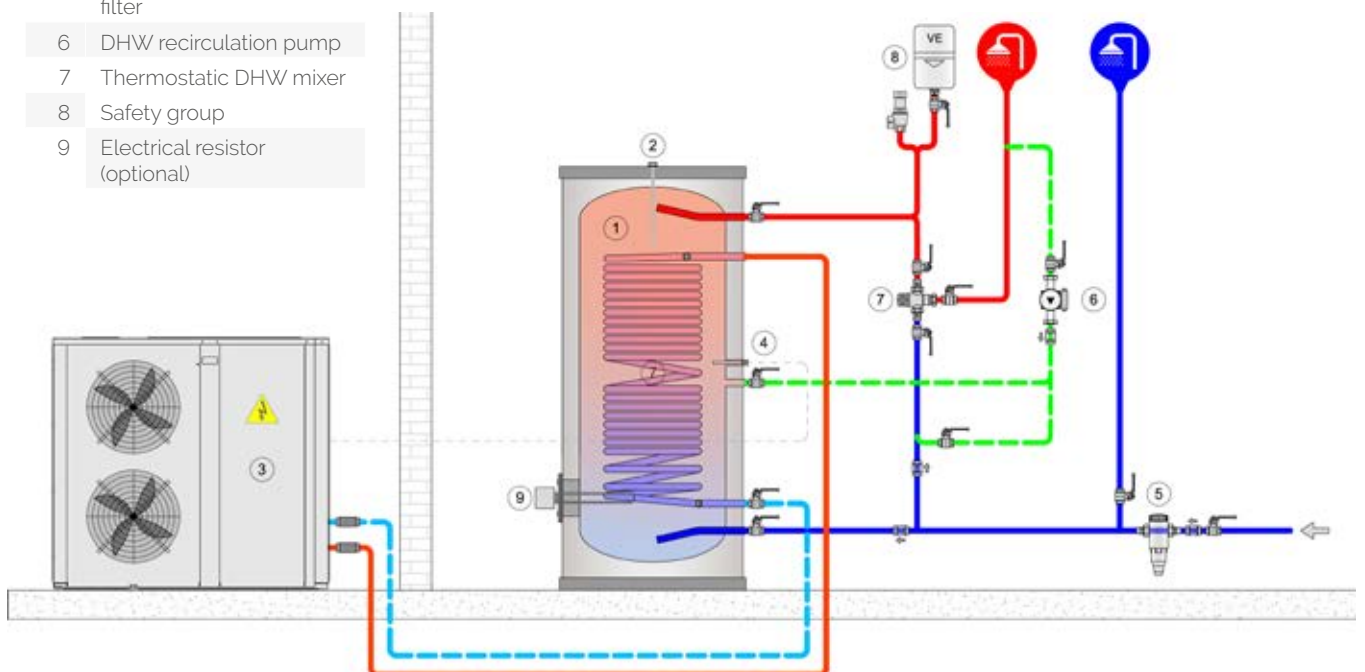 filter
6 DHW recirculation pump
7 Thermostatic DHW mixer
8 Safety group
9 Electrical resistor
(optional)
VE
8
2
1
7
6
4
7
3
9
5